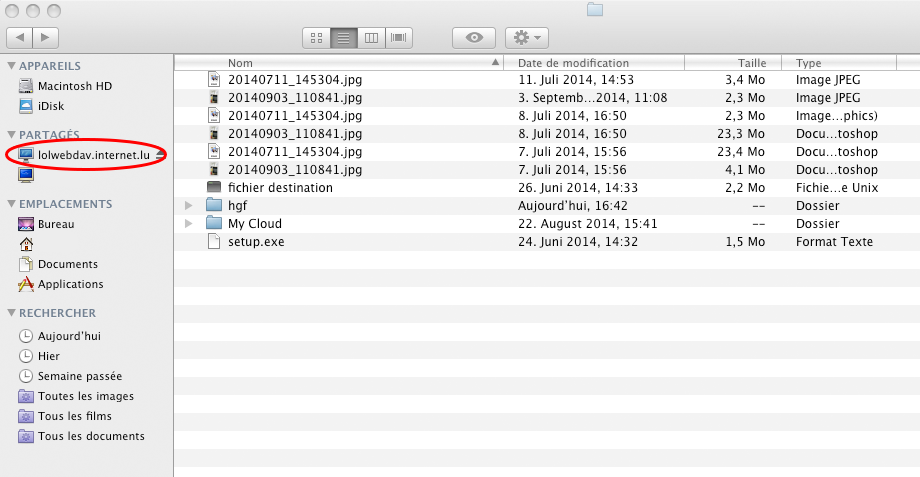 Nom Date de modification Taille Type
APPAREILS
Macintosh HD
iDisk
PARTAGÉS
lolwebdav.internet.lu
EMPLACEMENTS
Bureau
Documents
Applications
RECHERCHER
Aujourd'hui
Hier
Semaine passée
Toutes les images
Tous les films
Tous les documents
20140711_145304.jpg 11. Juli 2014, 14:53 3,4 Mo Image JPEG
20140903_110841.jpg 3. Septemb...2014, 11:08 2,3 Mo Image JPEG
20140711_145304.jpg 8. Juli 2014, 16:50 2,3 Mo Image...phics)
20140903_110841.jpg 8. Juli 2014, 16:50 23,3 Mo Docu...toshop
20140711_145304.jpg 7. Juli 2014, 15:56 23,4 Mo Docu...toshop
20140903_110841.jpg 7. Juli 2014, 15:56 4,1 Mo Docu...toshop
fichier destination 26. Juni 2014, 14:33 2,2 Mo Fichie...e Unix
hgf Aujourd'hui, 16:42 -- Dossier
My Cloud 22. August 2014, 15:41 -- Dossier
setup.exe 24. Juni 2014, 14:32 1,5 Mo Format Texte